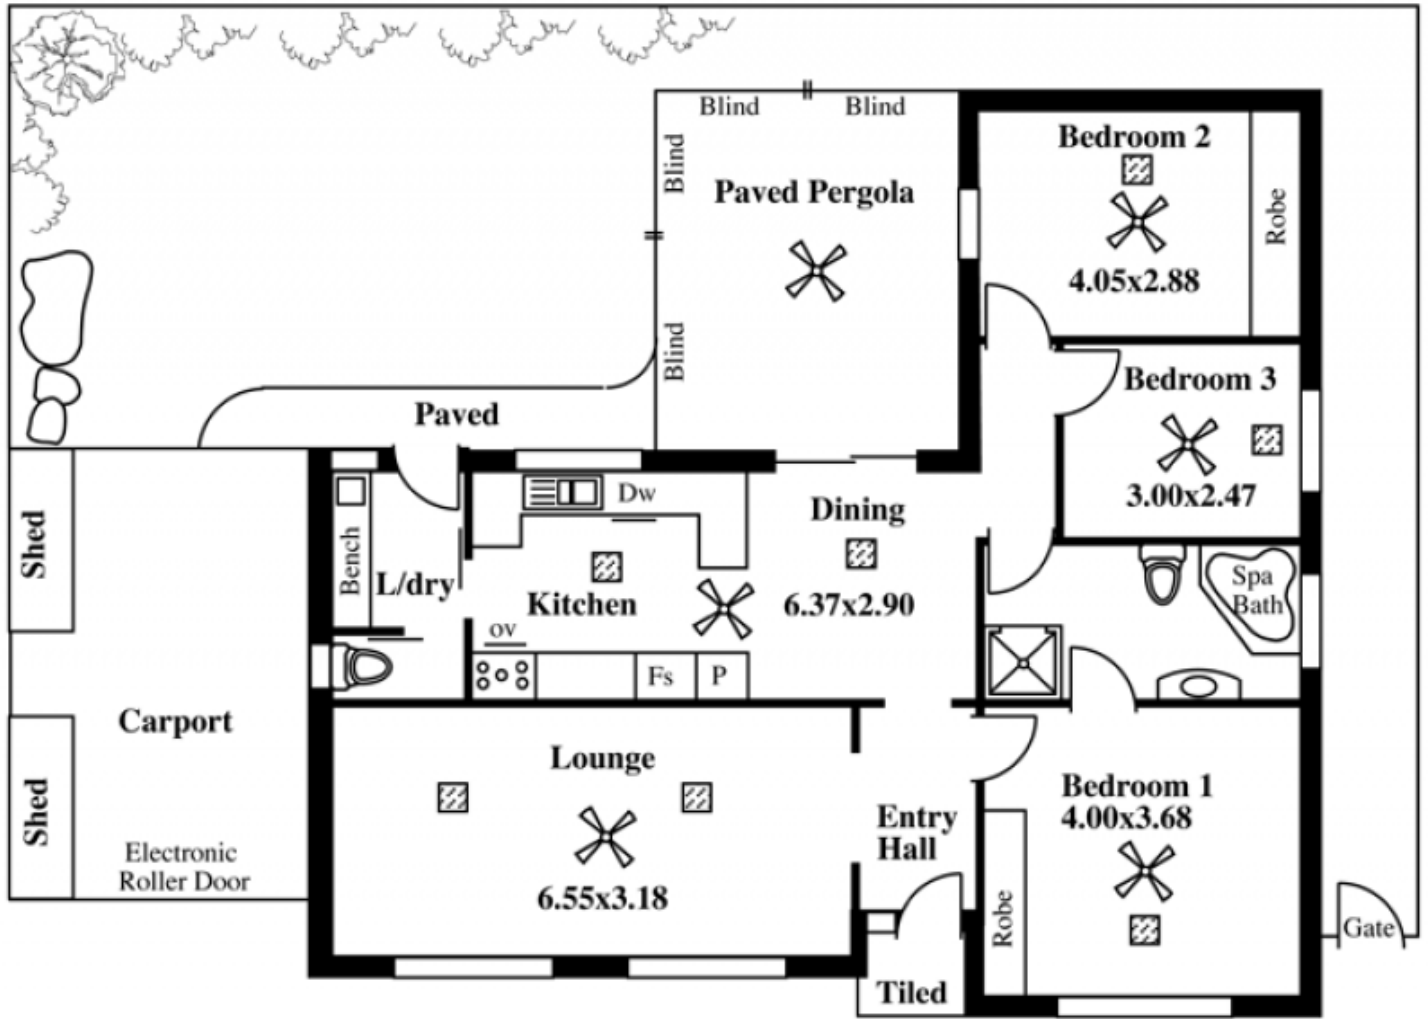 Blind
Blind
Blind
Paved Pergola
Blind
Bedroom 2
4.05x2.88
Robe
Bedroom 3
3.00x2.47
Paved
Shed
Bench
L/dry
Dw
Kitchen
ov
Fs
P
Dining
6.37x2.90
Spa
Bath
Carport
Shed
Electronic
Roller Door
Lounge
6.55x3.18
Entry
Hall
Bedroom 1
4.00x3.68
Robe
Tiled
Gate